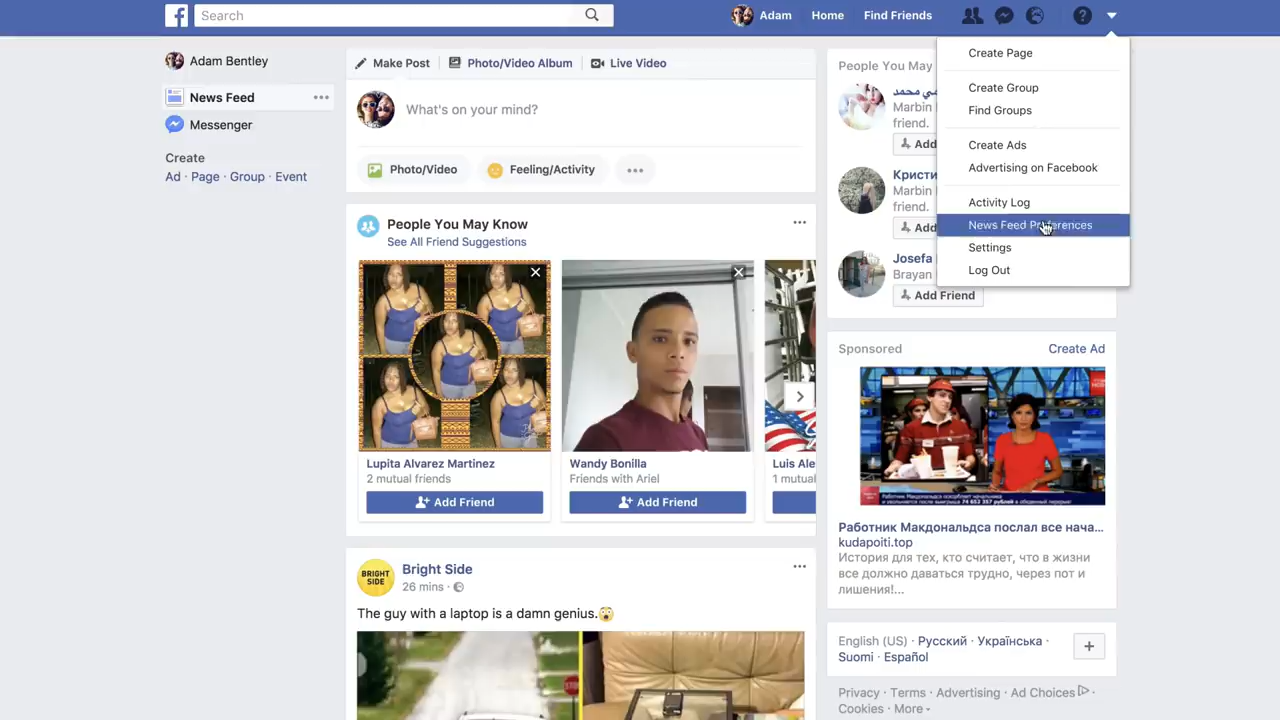 f
Search
Adam
Home
Find Friends
Adam Bentley
News Feed
Messenger
Create
Ad · Page · Group · Event
Make Post
Photo/Video Album
Live Video
What's on your mind?
Photo/Video
Feeling/Activity
People You May Know
See All Friend Suggestions
Lupita Alvarez Martinez
2 mutual friends
Add Friend
Wandy Bonilla
Friends with Ariel
Add Friend
Luis Ale
1 mutual
BRIGHT
SIDE
Bright Side
26 mins ·
The guy with a laptop is a damn genius.
People You May
Marbin
friend.
Add
Кристи
Marbin
friend.
Add
Josefa
Brayan
Add Friend
Create Page
Create Group
Find Groups
Create Ads
Advertising on Facebook
Activity Log
News Feed Preferences
Settings
Log Out
Sponsored
Create Ad
Работник Макдональдса оскорбляет начальника
Работник Макдональдса послал все нача...
kudapoiti.top
История для тех, кто считает, что в жизни
все должно даваться трудно, через пот и
лишения!...
English (US) · Русский · Українська ·
Suomi · Español
Privacy · Terms · Advertising · Ad Choices ·
Cookies · More